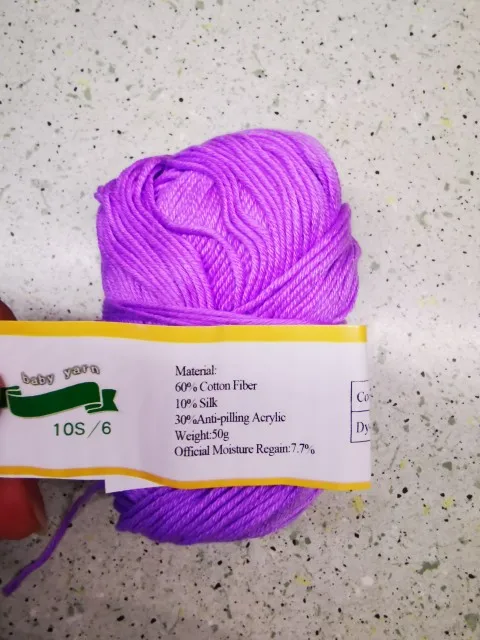 baby yarn
10S/6
Material:
60% Cotton Fiber
10% Silk
30%Anti-pilling Acrylic
Weight:50g
Official Moisture Regain:7.7%